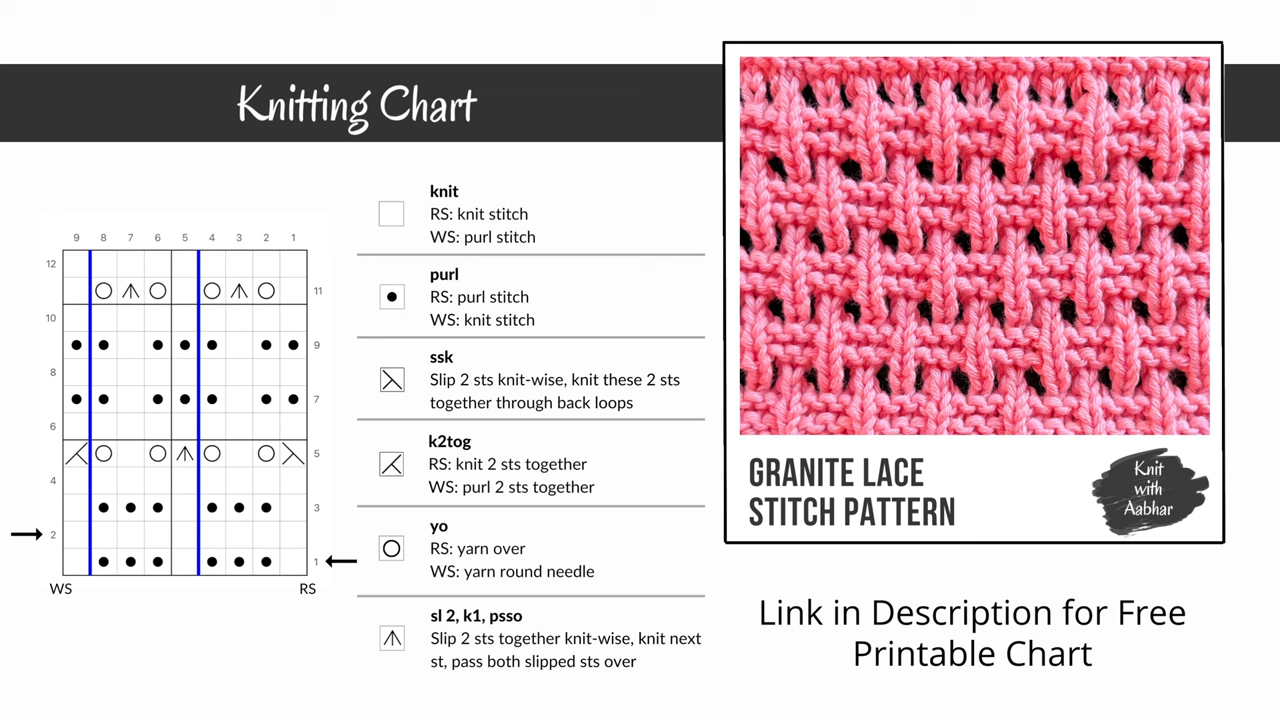 Knitting Chart
9 8 7 6 5 4 3 2 1
12
11
10
9
8
7
6
5
4
3
2
1
WS RS
knit
RS: knit stitch
WS: purl stitch
purl
RS: purl stitch
WS: knit stitch
ssk
Slip 2 sts knit-wise, knit these 2 sts
together through back loops
k2tog
RS: knit 2 sts together
WS: purl 2 sts together
yo
RS: yarn over
WS: yarn round needle
sl 2, k1, psso
Slip 2 sts together knit-wise, knit next
st, pass both slipped sts over
GRANITE LACE
STITCH PATTERN
Knit
with
Aabhar
Link in Description for Free
Printable Chart